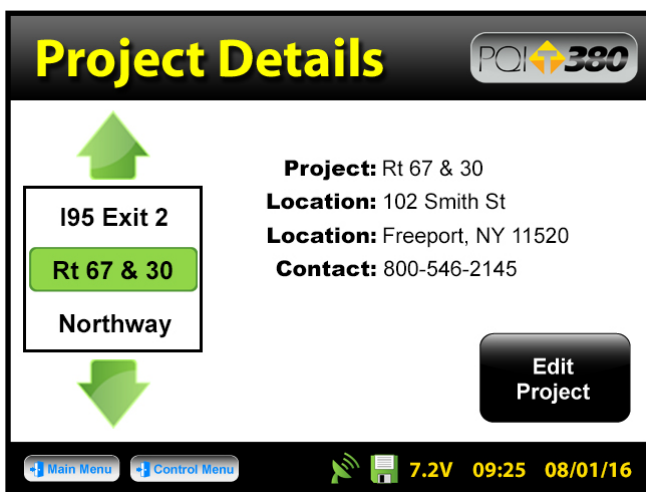 Project Details
PQI T 380
I95 Exit 2
Rt 67 & 30
Northway
Project: Rt 67 & 30
Location: 102 Smith St
Location: Freeport, NY 11520
Contact: 800-546-2145
Edit
Project
Main Menu
Control Menu
7.2V 09:25 08/01/16